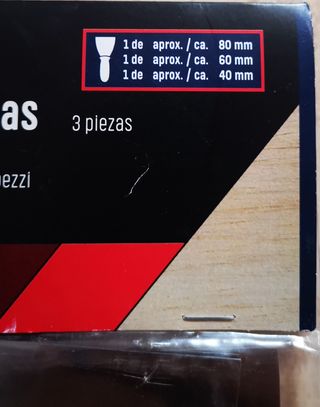 1 de aprox. / ca. 80 mm
1 de aprox. / ca. 60 mm
1 de aprox. / ca. 40 mm
as 3 piezas
pezzi